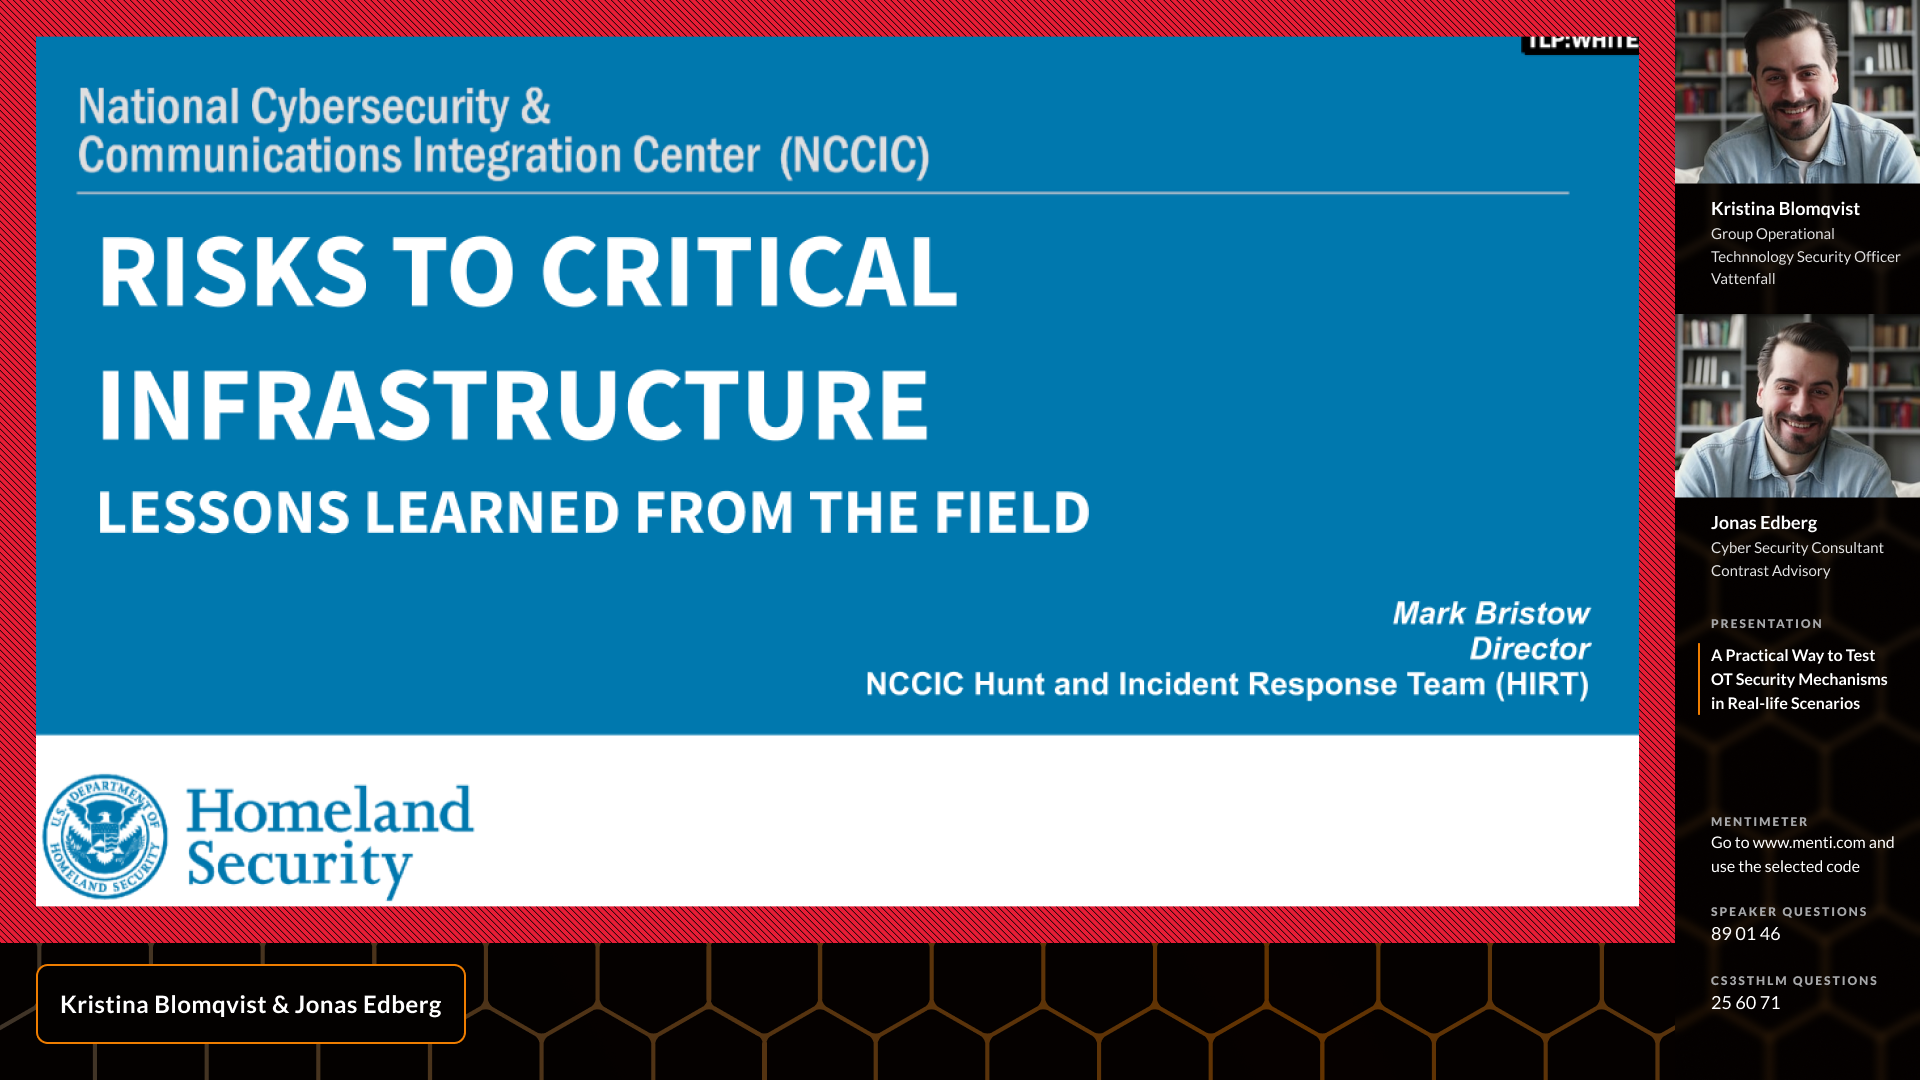 TLP:WHITE
National Cybersecurity &
Communications Integration Center (NCCIC)
RISKS TO CRITICAL
INFRASTRUCTURE
LESSONS LEARNED FROM THE FIELD
Mark Bristow
Director
NCCIC Hunt and Incident Response Team (HIRT)
U.S. DEPARTMENT OF
HOMELAND SECURITY
Homeland
Security
Kristina Blomqvist & Jonas Edberg
Kristina Blomqvist
Group Operational
Technnology Security Officer
Vattenfall
Jonas Edberg
Cyber Security Consultant
Contrast Advisory
PRESENTATION
A Practical Way to Test
OT Security Mechanisms
in Real-life Scenarios
MENTIMETER
Go to www.menti.com and
use the selected code
SPEAKER QUESTIONS
89 01 46
CS3STHLM QUESTIONS
25 60 71